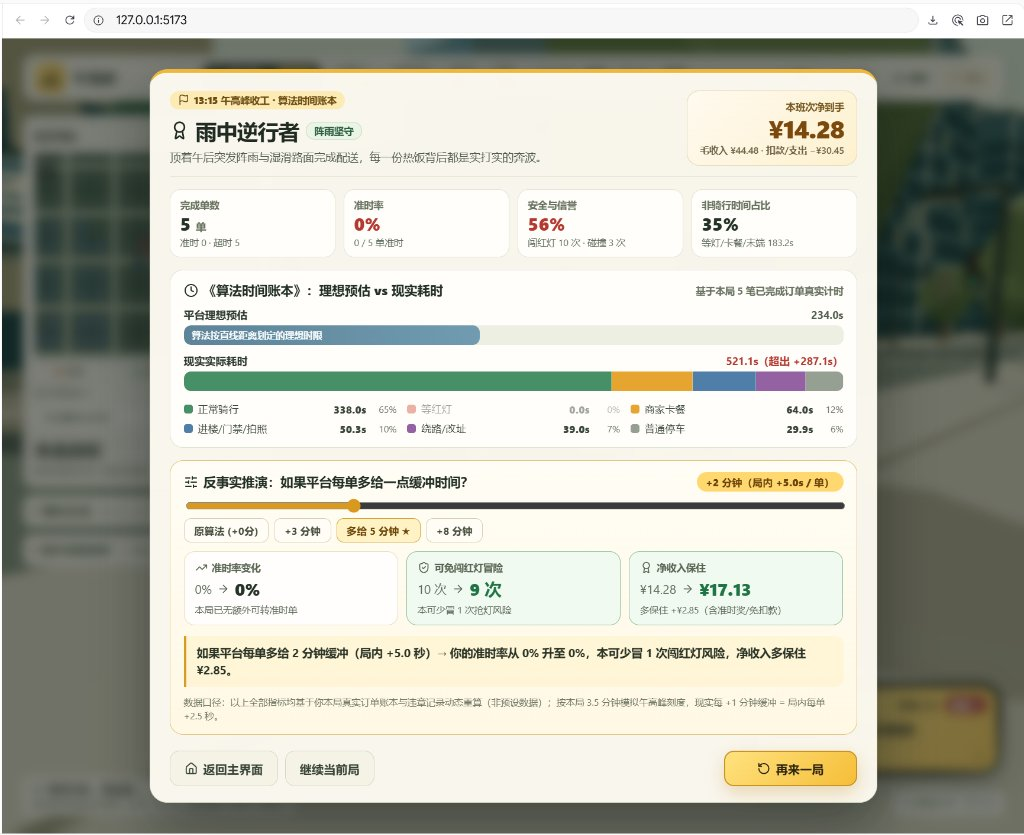 127.0.0.1:5173
13:15 午高峰收工 · 算法时间账本
雨中逆行者 阵雨坚守
顶着午后突发阵雨与湿滑路面完成配送，每一份热饭背后都是实打实的奔波。
本班次净到手
¥14.28
毛收入 ¥44.48 · 扣款/支出 -¥30.45
完成单数
5 单
准时 0 · 超时 5
准时率
0%
0 / 5 单准时
安全与信誉
56%
闯红灯 10 次 · 碰撞 3 次
非骑行时间占比
35%
等灯/卡餐/末端 183.2s
《算法时间账本》：理想预估 vs 现实耗时
基于本局 5 笔已完成订单真实计时
平台理想预估 234.0s
算法按直线距离划定的理想时限
现实实际耗时 521.1s（超出 +287.1s）
正常骑行 338.0s 65% 等红灯 0.0s 0% 商家卡餐 64.0s 12%
进楼/门禁/拍照 50.3s 10% 绕路/改址 39.0s 7% 普通停车 29.9s 6%
反事实推演：如果平台每单多给一点缓冲时间？
+2 分钟（局内 +5.0s / 单）
原算法 (+0分) +3 分钟 多给 5 分钟 ★ +8 分钟
准时率变化
0% → 0%
本局已无额外可转准时单
可免闯红灯冒险
10 次 → 9 次
本可少冒 1 次抢灯风险
净收入保住
¥14.28 → ¥17.13
多保住 +¥2.85（含准时奖/免扣款）
如果平台每单多给 2 分钟缓冲（局内 +5.0 秒）→ 你的准时率从 0% 升至 0%，本可少冒 1 次闯红灯风险，净收入多保住
¥2.85。
数据口径：以上全部指标均基于你本局真实订单账本与违章记录动态重算（非预设数据）；按本局 3.5 分钟模拟午高峰刻度，现实每 +1 分钟缓冲 = 局内每单
+2.5 秒。
返回主界面 继续当前局 再来一局